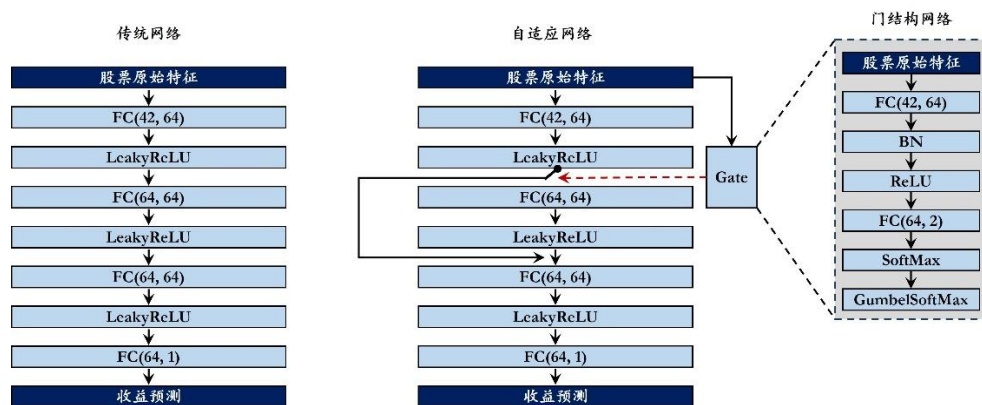 传统网络
股票原始特征
FC(42, 64)
LeakyReLU
FC(64, 64)
LeakyReLU
FC(64, 64)
LeakyReLU
FC(64, 1)
收益预测
自适应网络
股票原始特征
FC(42, 64)
LeakyReLU
FC(64, 64)
LeakyReLU
FC(64, 64)
LeakyReLU
FC(64, 1)
收益预测
Gate
门结构网络
股票原始特征
FC(42, 64)
BN
ReLU
FC(64, 2)
SoftMax
GumbelSoftMax